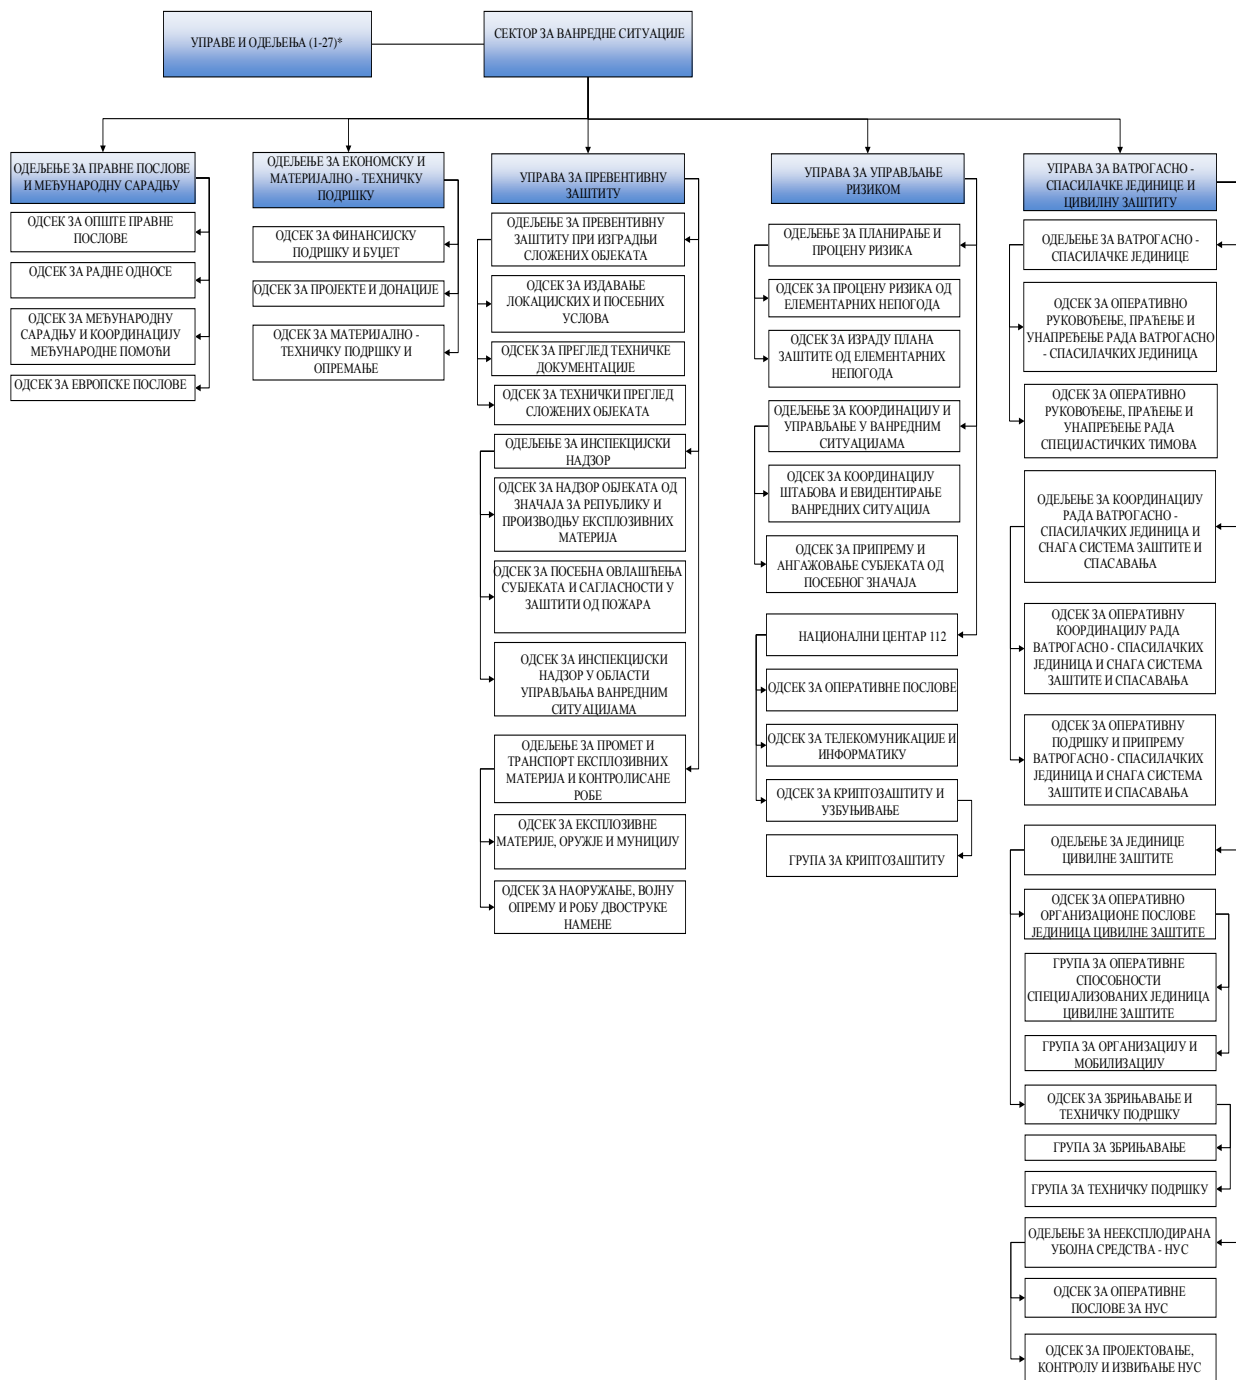 УПРАВЕ И ОДЕЉЕЊА (1-27)*
СЕКТОР ЗА ВАНРЕДНЕ СИТУАЦИЈЕ
ОДЕЉЕЊЕ ЗА ПРАВНЕ ПОСЛОВЕ
И МЕЂУНАРОДНУ САРАДЊУ
ОДСЕК ЗА ОПШТЕ ПРАВНЕ
ПОСЛОВЕ
ОДСЕК ЗА РАДНЕ ОДНОСЕ
ОДСЕК ЗА МЕЂУНАРОДНУ
САРАДЊУ И КООРДИНАЦИЈУ
МЕЂУНАРОДНЕ ПОМОЋИ
ОДСЕК ЗА ЕВРОПСКЕ ПОСЛОВЕ
ОДЕЉЕЊЕ ЗА ЕКОНОМСКУ И
МАТЕРИЈАЛНО - ТЕХНИЧКУ
ПОДРШКУ
ОДСЕК ЗА ФИНАНСИЈСКУ
ПОДРШКУ И БУЏЕТ
ОДСЕК ЗА ПРОЈЕКТЕ И ДОНАЦИЈЕ
ОДСЕК ЗА МАТЕРИЈАЛНО -
ТЕХНИЧКУ ПОДРШКУ И
ОПРЕМАЊЕ
УПРАВА ЗА ПРЕВЕНТИВНУ
ЗАШТИТУ
ОДЕЉЕЊЕ ЗА ПРЕВЕНТИВНУ
ЗАШТИТУ ПРИ ИЗГРАДЊИ
СЛОЖЕНИХ ОБЈЕКАТА
ОДСЕК ЗА ИЗДАВАЊЕ
ЛОКАЦИЈСКИХ И ПОСЕБНИХ
УСЛОВА
ОДСЕК ЗА ПРЕГЛЕД ТЕХНИЧКЕ
ДОКУМЕНТАЦИЈЕ
ОДСЕК ЗА ТЕХНИЧКИ ПРЕГЛЕД
СЛОЖЕНИХ ОБЈЕКАТА
ОДЕЉЕЊЕ ЗА ИНСПЕКЦИЈСКИ
НАДЗОР
ОДСЕК ЗА НАДЗОР ОБЈЕКАТА ОД
ЗНАЧАЈА ЗА РЕПУБЛИКУ И
ПРОИЗВОДЊУ ЕКСПЛОЗИВНИХ
МАТЕРИЈА
ОДСЕК ЗА ПОСЕБНА ОВЛАШЋЕЊА
СУБЈЕКАТА И САГЛАСНОСТИ У
ЗАШТИТИ ОД ПОЖАРА
ОДСЕК ЗА ИНСПЕКЦИЈСКИ
НАДЗОР У ОБЛАСТИ
УПРАВЉАЊА ВАНРЕДНИМ
СИТУАЦИЈАМА
ОДЕЉЕЊЕ ЗА ПРОМЕТ И
ТРАНСПОРТ ЕКСПЛОЗИВНИХ
МАТЕРИЈА И КОНТРОЛИСАНЕ
РОБЕ
ОДСЕК ЗА ЕКСПЛОЗИВНЕ
МАТЕРИЈЕ, ОРУЖЈЕ И МУНИЦИЈУ
ОДСЕК ЗА НАОРУЖАЊЕ, ВОЈНУ
ОПРЕМУ И РОБУ ДВОСТРУКЕ
НАМЕНЕ
УПРАВА ЗА УПРАВЉАЊЕ
РИЗИКОМ
ОДЕЉЕЊЕ ЗА ПЛАНИРАЊЕ И
ПРОЦЕНУ РИЗИКА
ОДСЕК ЗА ПРОЦЕНУ РИЗИКА ОД
ЕЛЕМЕНТАРНИХ НЕПОГОДА
ОДСЕК ЗА ИЗРАДУ ПЛАНА
ЗАШТИТЕ ОД ЕЛЕМЕНТАРНИХ
НЕПОГОДА
ОДЕЉЕЊЕ ЗА КООРДИНАЦИЈУ И
УПРАВЉАЊЕ У ВАНРЕДНИМ
СИТУАЦИЈАМА
ОДСЕК ЗА КООРДИНАЦИЈУ
ШТАБОВА И ЕВИДЕНТИРАЊЕ
ВАНРЕДНИХ СИТУАЦИЈА
ОДСЕК ЗА ПРИПРЕМУ И
АНГАЖОВАЊЕ СУБЈЕКАТА ОД
ПОСЕБНОГ ЗНАЧАЈА
НАЦИОНАЛНИ ЦЕНТАР 112
ОДСЕК ЗА ОПЕРАТИВНЕ ПОСЛОВЕ
ОДСЕК ЗА ТЕЛЕКОМУНИКАЦИЈЕ И
ИНФОРМАТИКУ
ОДСЕК ЗА КРИПТОЗАШТИТУ И
УЗБУЊИВАЊЕ
ГРУПА ЗА КРИПТОЗАШТИТУ
УПРАВА ЗА ВАТРОГАСНО -
СПАСИЛАЧКЕ ЈЕДИНИЦЕ И
ЦИВИЛНУ ЗАШТИТУ
ОДЕЉЕЊЕ ЗА ВАТРОГАСНО -
СПАСИЛАЧКЕ ЈЕДИНИЦЕ
ОДСЕК ЗА ОПЕРАТИВНО
РУКОВОЂЕЊЕ, ПРАЋЕЊЕ И
УНАПРЕЂЕЊЕ РАДА ВАТРОГАСНО
- СПАСИЛАЧКИХ ЈЕДИНИЦА
ОДСЕК ЗА ОПЕРАТИВНО
РУКОВОЂЕЊЕ, ПРАЋЕЊЕ И
УНАПРЕЂЕЊЕ РАДА
СПЕЦИЈАСТИЧКИХ ТИМОВА
ОДЕЉЕЊЕ ЗА КООРДИНАЦИЈУ
РАДА ВАТРОГАСНО -
СПАСИЛАЧКИХ ЈЕДИНИЦА И
СНАГА СИСТЕМА ЗАШТИТЕ И
СПАСАВАЊА
ОДСЕК ЗА ОПЕРАТИВНУ
КООРДИНАЦИЈУ РАДА
ВАТРОГАСНО - СПАСИЛАЧКИХ
ЈЕДИНИЦА И СНАГА СИСТЕМА
ЗАШТИТЕ И СПАСАВАЊА
ОДСЕК ЗА ОПЕРАТИВНУ
ПОДРШКУ И ПРИПРЕМУ
ВАТРОГАСНО - СПАСИЛАЧКИХ
ЈЕДИНИЦА И СНАГА СИСТЕМА
ЗАШТИТЕ И СПАСАВАЊА
ОДЕЉЕЊЕ ЗА ЈЕДИНИЦЕ
ЦИВИЛНЕ ЗАШТИТЕ
ОДСЕК ЗА ОПЕРАТИВНО
ОРГАНИЗАЦИОНЕ ПОСЛОВЕ
ЈЕДИНИЦА ЦИВИЛНЕ ЗАШТИТЕ
ГРУПА ЗА ОПЕРАТИВНЕ
СПОСОБНОСТИ
СПЕЦИЈАЛИЗОВАНИХ ЈЕДИНИЦА
ЦИВИЛНЕ ЗАШТИТЕ
ГРУПА ЗА ОРГАНИЗАЦИЈУ И
МОБИЛИЗАЦИЈУ
ОДСЕК ЗА ЗБРИЊАВАЊЕ И
ТЕХНИЧКУ ПОДРШКУ
ГРУПА ЗА ЗБРИЊАВАЊЕ
ГРУПА ЗА ТЕХНИЧКУ ПОДРШКУ
ОДЕЉЕЊЕ ЗА НЕЕКСПЛОДИРАНА
УБОЈНА СРЕДСТВА - НУС
ОДСЕК ЗА ОПЕРАТИВНЕ
ПОСЛОВЕ ЗА НУС
ОДСЕК ЗА ПРОЈЕКТОВАЊЕ,
КОНТРОЛУ И ИЗВИЂАЊЕ НУС